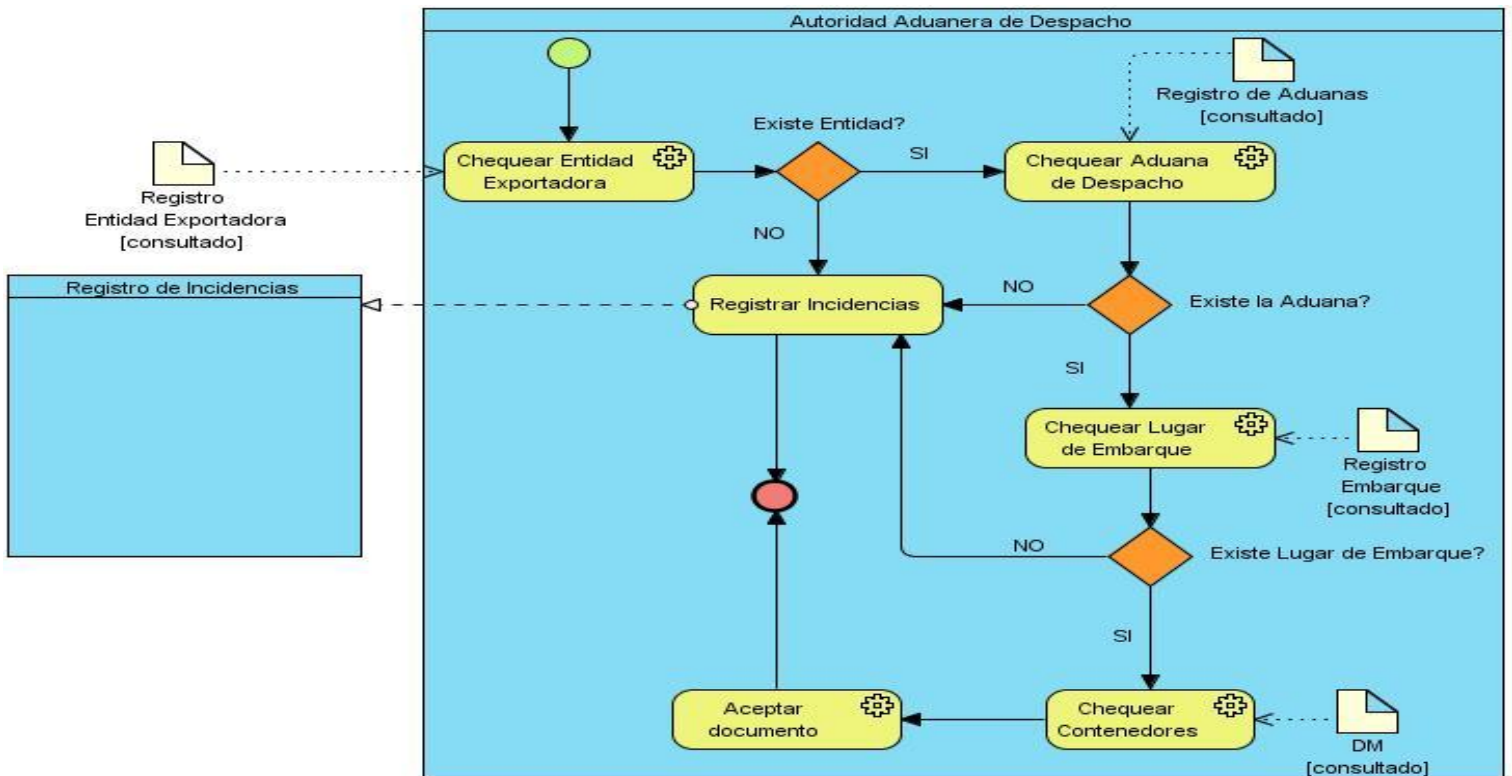 Autoridad Aduanera de Despacho
Registro de Aduanas
[consultado]
Existe Entidad?
Chequear Entidad
Exportadora
SI
Chequear Aduana
de Despacho
Registro
Entidad Exportadora
[consultado]
NO
Registro de Incidencias
Registrar Incidencias
NO
Existe la Aduana?
SI
Chequear Lugar
de Embarque
Registro
Embarque
[consultado]
NO
Existe Lugar de Embarque?
SI
Aceptar
documento
Chequear
Contenedores
DM
[consultado]